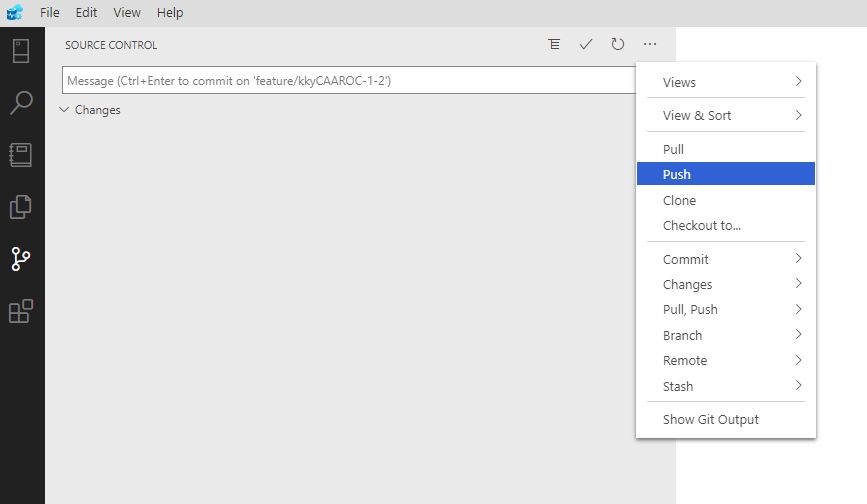 File Edit View Help
SOURCE CONTROL
Message (Ctrl+Enter to commit on 'feature/kkyCAAROC-1-2')
Changes
Views
View & Sort
Pull
Push
Clone
Checkout to...
Commit
Changes
Pull, Push
Branch
Remote
Stash
Show Git Output